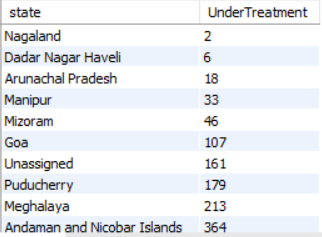 state UnderTreatment
Nagaland 2
Dadar Nagar Haveli 6
Arunachal Pradesh 18
Manipur 33
Mizoram 46
Goa 107
Unassigned 161
Puducherry 179
Meghalaya 213
Andaman and Nicobar Islands 364